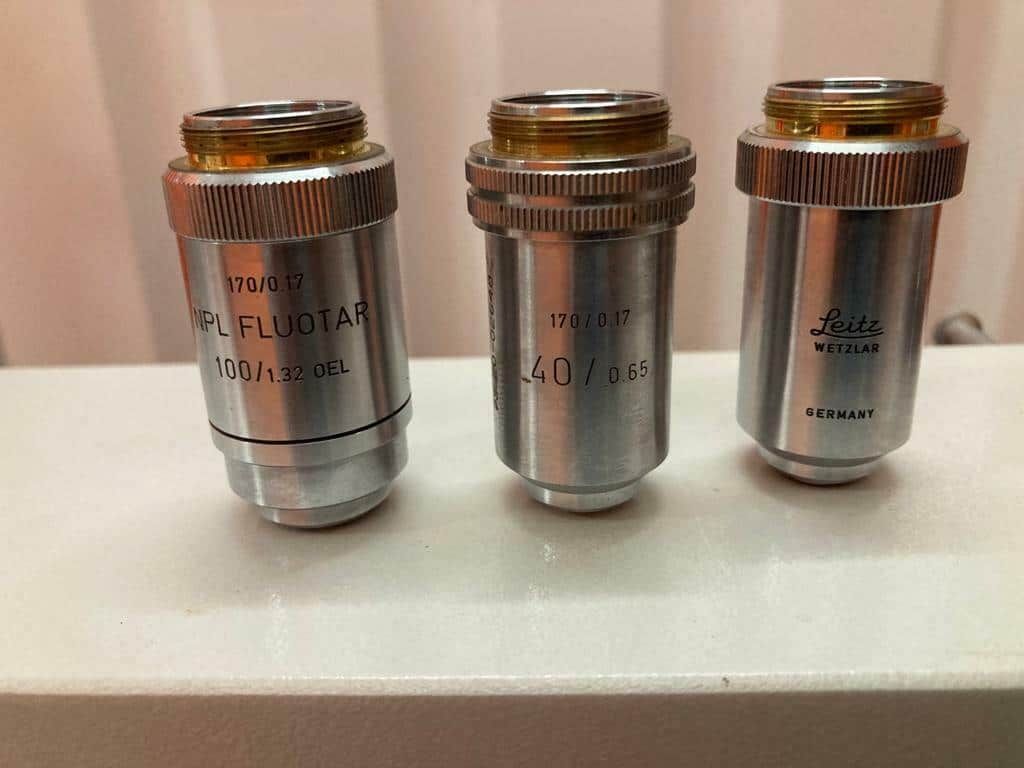 170/0.17
NPL FLUOTAR
100/1.32 OEL
170/0.17
40/0.65
Leitz
WETZLAR
GERMANY